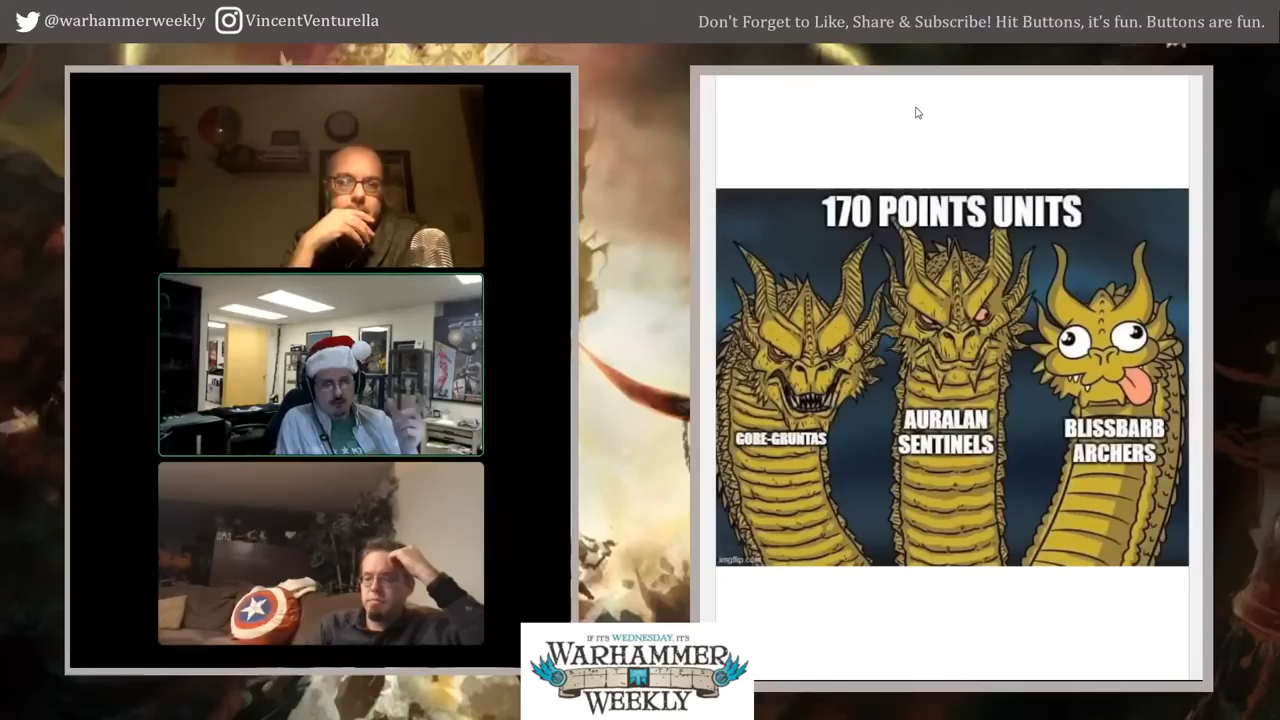 @warhammerweekly VincentVenturella
Don't Forget to Like, Share & Subscribe! Hit Buttons, it's fun. Buttons are fun.
170 POINTS UNITS
GORE-GRUNTAS
AURALAN
SENTINELS
BLISSBARB
ARCHERS
imgflip.com
IF IT'S WEDNESDAY, IT'S
WARHAMMER
WEEKLY